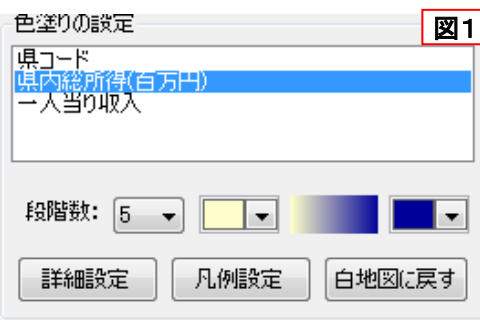 色塗りの設定
図1
県コード
県内総所得(百万円)
一人当り収入
段階数: 5
詳細設定 凡例設定 白地図に戻す